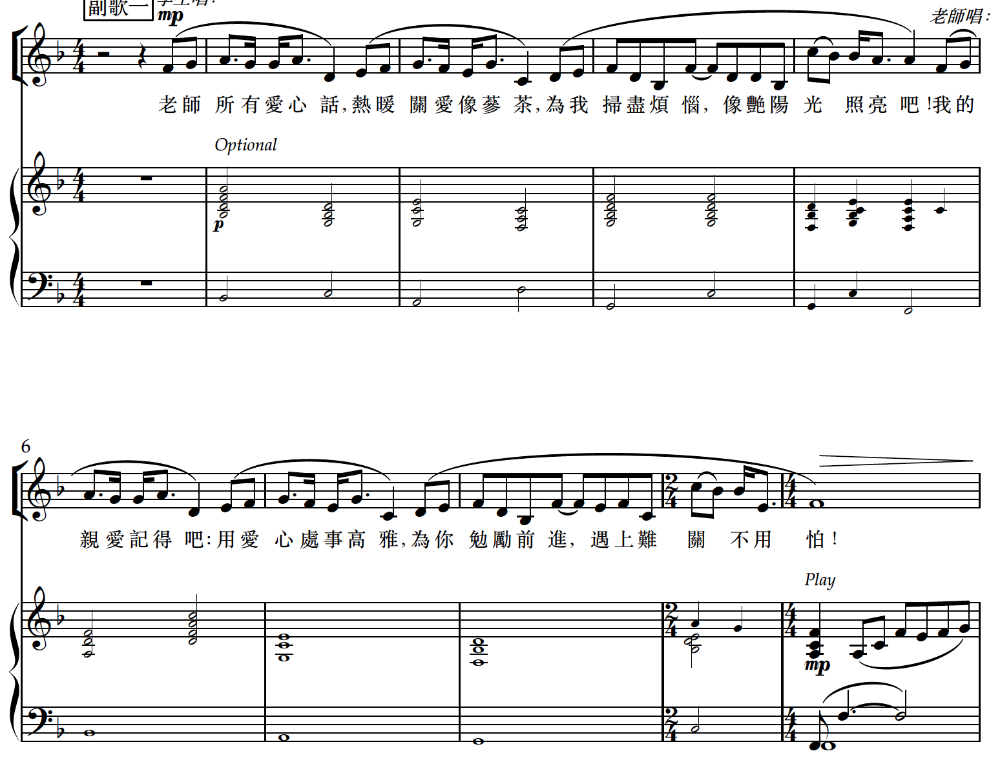 副歌一
mp
老師唱：
老師所有愛心話,熱暖關愛像蔘茶,為我掃盡煩惱,像艷陽光照亮吧!我的
Optional
p
6
親愛記得吧:用愛心處事高雅,為你勉勵前進,遇上難關不用怕!
Play
mp